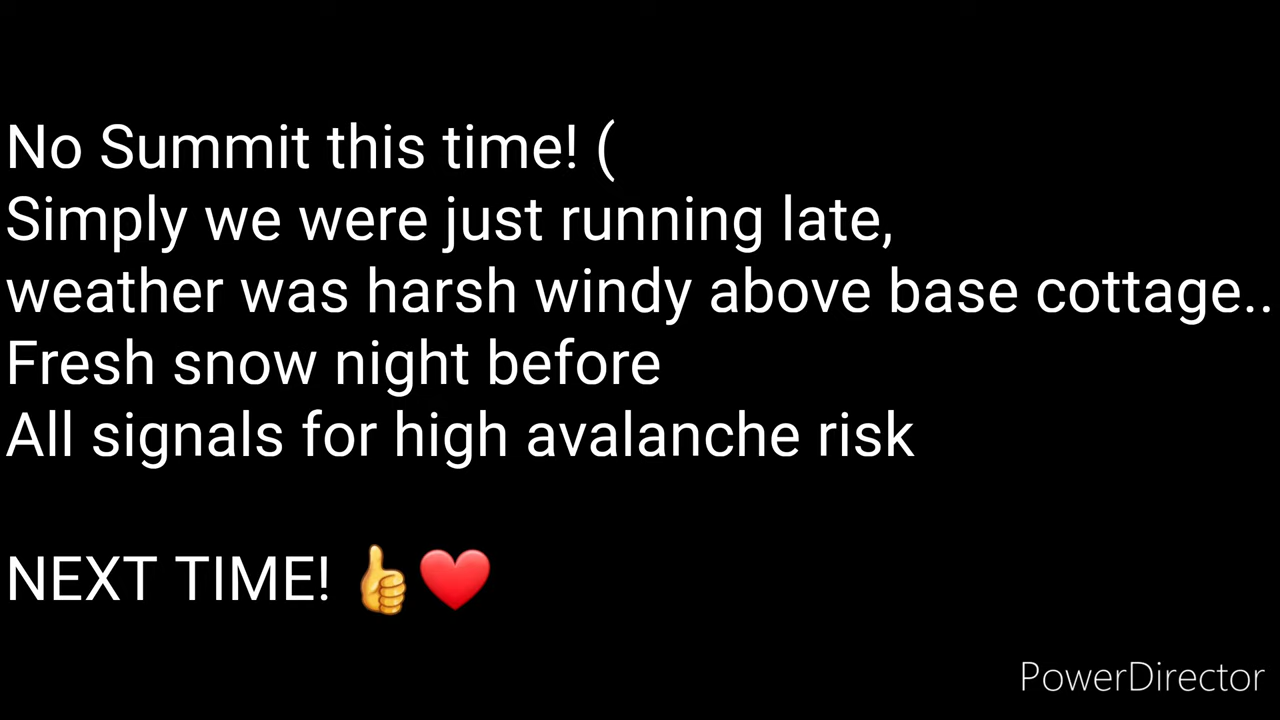 No Summit this time! (
Simply we were just running late,
weather was harsh windy above base cottage..
Fresh snow night before
All signals for high avalanche risk
NEXT TIME! 👍❤️
PowerDirector